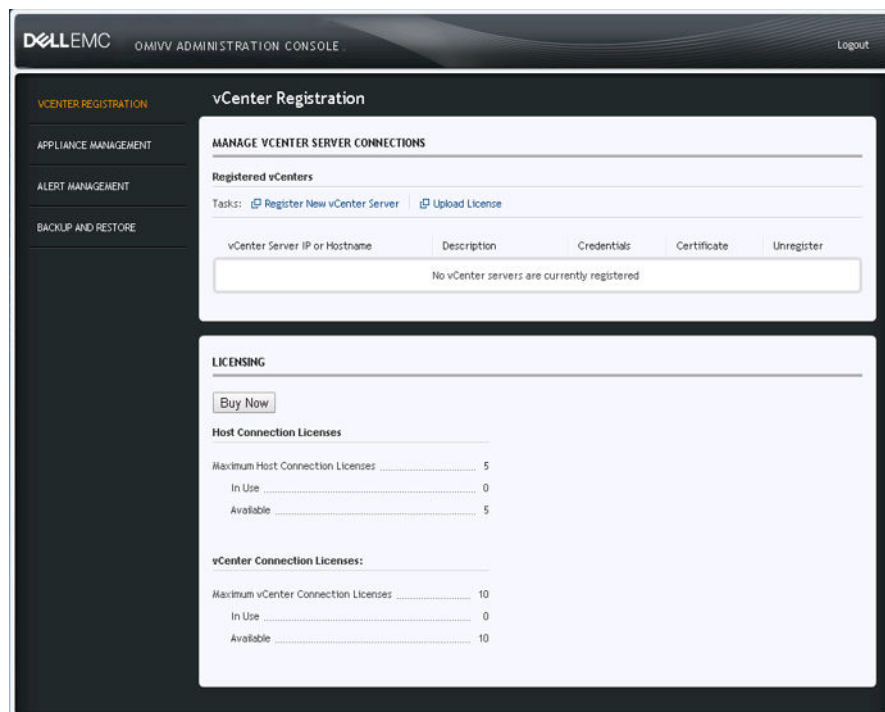 DELLEMC OMIVV ADMINISTRATION CONSOLE
Logout
VCENTER REGISTRATION
APPLIANCE MANAGEMENT
ALERT MANAGEMENT
BACKUP AND RESTORE
vCenter Registration
MANAGE VCENTER SERVER CONNECTIONS
Registered vCenters
Tasks: Register New vCenter Server Upload License
vCenter Server IP or Hostname Description Credentials Certificate Unregister
No vCenter servers are currently registered
LICENSING
Buy Now
Host Connection Licenses
Maximum Host Connection Licenses 5
In Use 0
Available 5
vCenter Connection Licenses:
Maximum vCenter Connection Licenses 10
In Use 0
Available 10